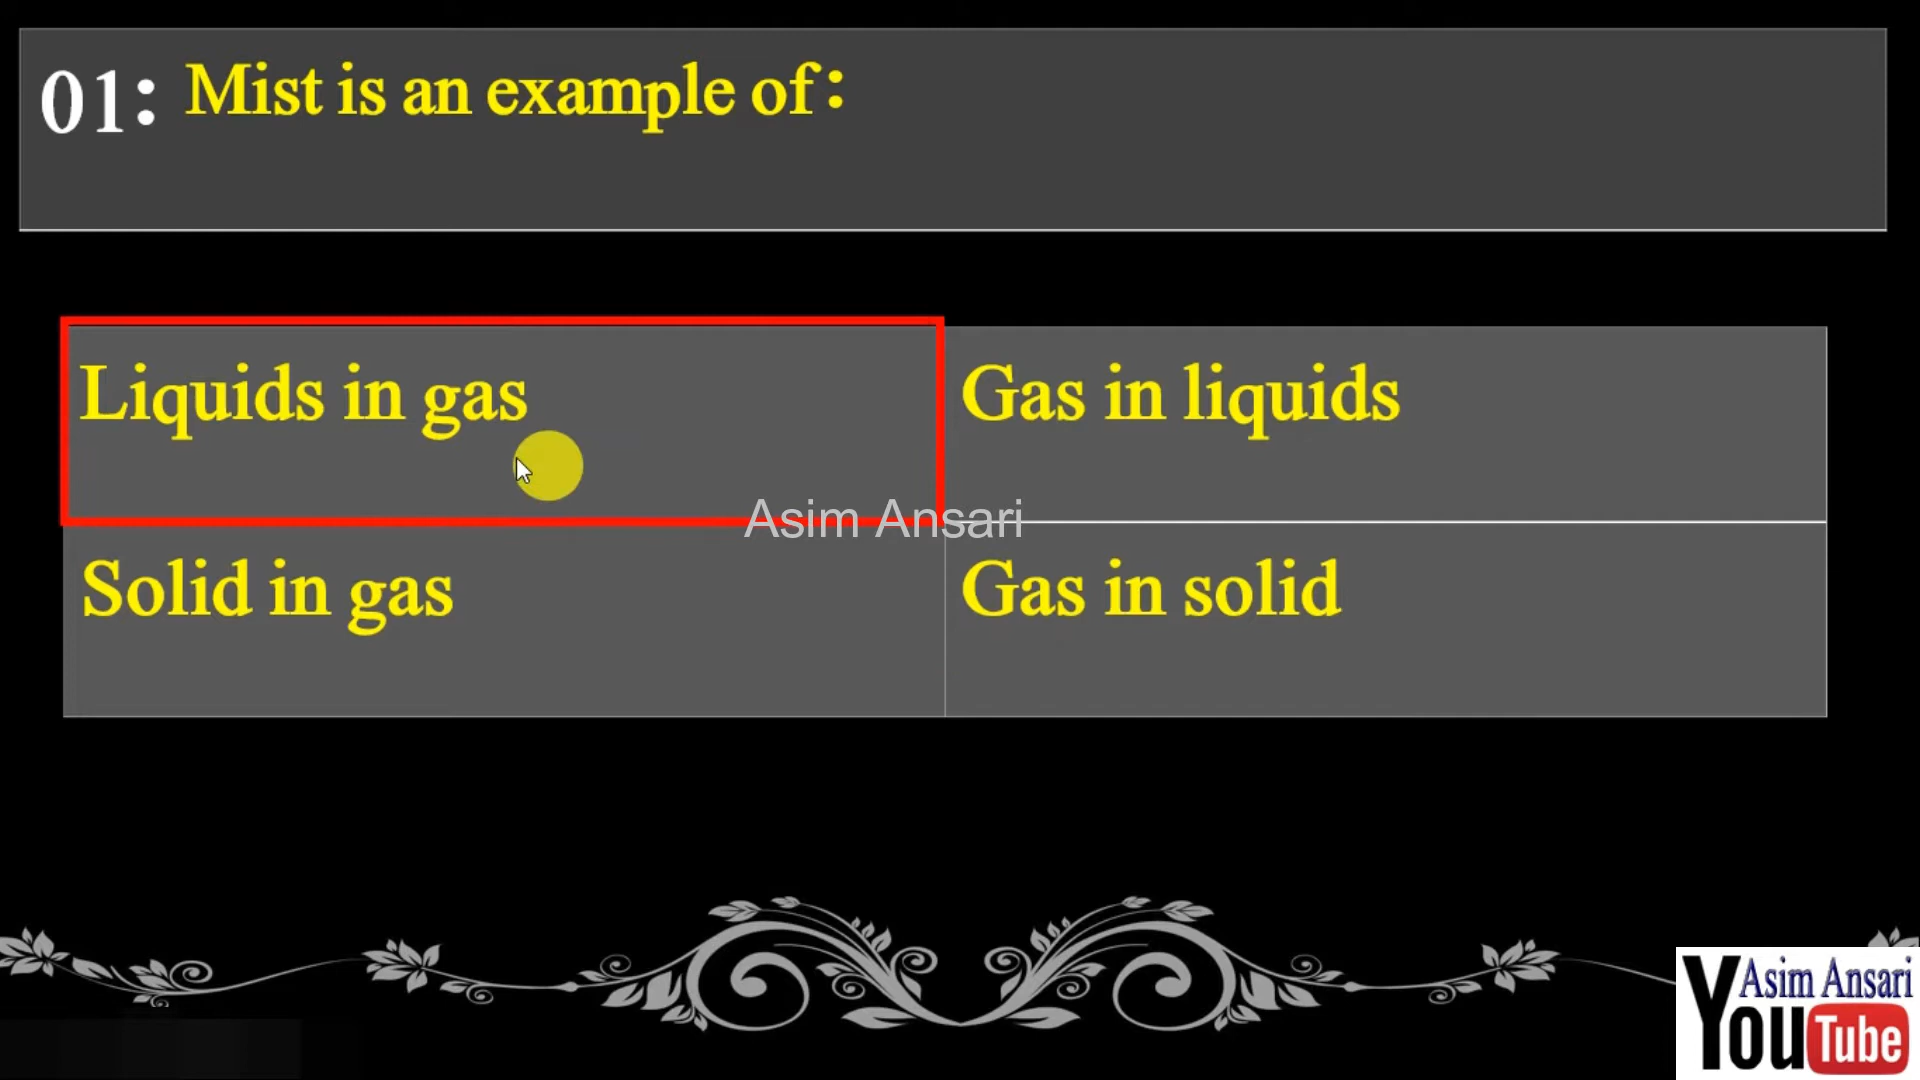 01: Mist is an example of:
Liquids in gas
Gas in liquids
Asim Ansari
Solid in gas
Gas in solid
Asim Ansari
YouTube